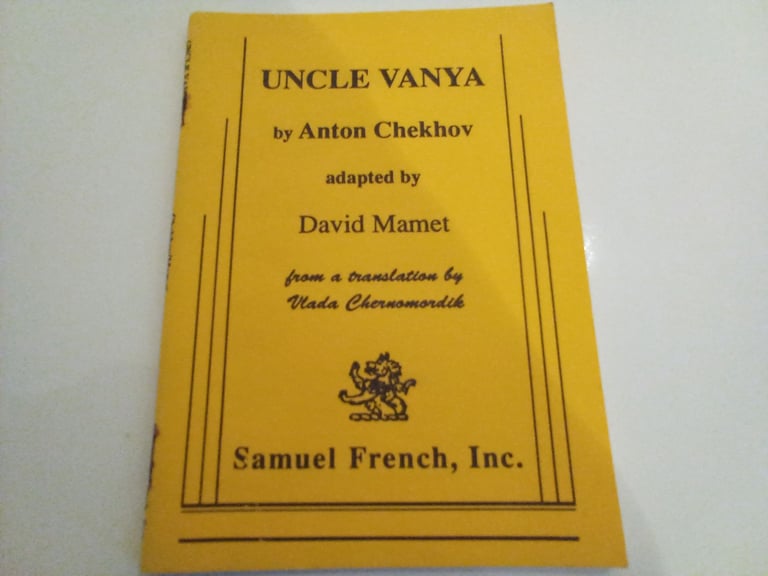 UNCLE VANYA
by Anton Chekhov
adapted by
David Mamet
from a translation by
Vlada Chernomordik
Samuel French, Inc.